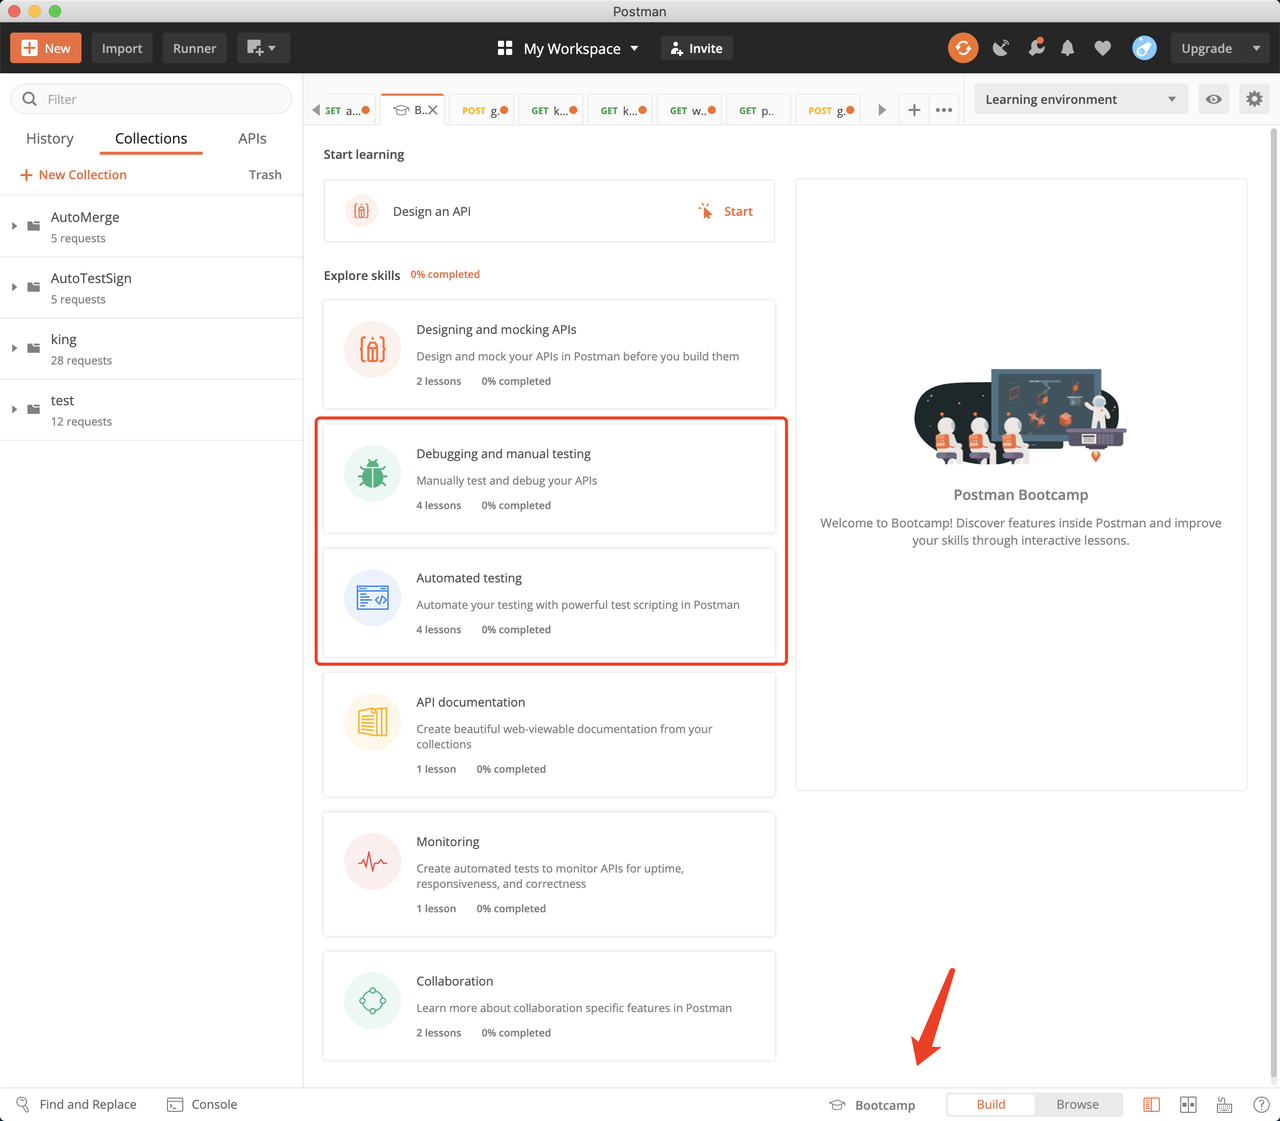 Postman
New
Import
Runner
My Workspace
Invite
Upgrade
Filter
History
Collections
APIs
New Collection
Trash
AutoMerge
5 requests
AutoTestSign
5 requests
king
28 requests
test
12 requests
GET a...
B..
POST g.
GET k...
GET k...
GET w..
GET p..
POST g.
Learning environment
Start learning
Design an API
Start
Explore skills 0% completed
Designing and mocking APIs
Design and mock your APIs in Postman before you build them
2 lessons 0% completed
Debugging and manual testing
Manually test and debug your APIs
4 lessons 0% completed
Automated testing
Automate your testing with powerful test scripting in Postman
4 lessons 0% completed
API documentation
Create beautiful web-viewable documentation from your
collections
1 lesson 0% completed
Monitoring
Create automated tests to monitor APIs for uptime,
responsiveness, and correctness
1 lesson 0% completed
Collaboration
Learn more about collaboration specific features in Postman
2 lessons 0% completed
Postman Bootcamp
Welcome to Bootcamp! Discover features inside Postman and improve
your skills through interactive lessons.
Find and Replace
Console
Bootcamp
Build
Browse